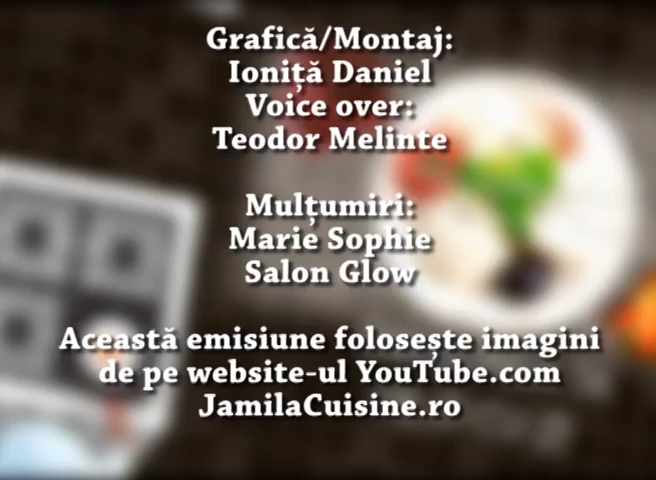 Grafică/Montaj:
Ioniță Daniel
Voice over:
Teodor Melinte
Mulțumiri:
Marie Sophie
Salon Glow
Această emisiune folosește imagini
de pe website-ul YouTube.com
JamilaCuisine.ro